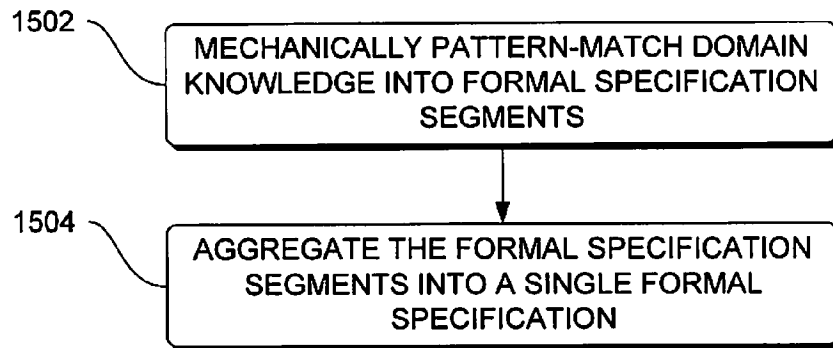 1502
MECHANICALLY PATTERN-MATCH DOMAIN
KNOWLEDGE INTO FORMAL SPECIFICATION
SEGMENTS
1504
AGGREGATE THE FORMAL SPECIFICATION
SEGMENTS INTO A SINGLE FORMAL
SPECIFICATION